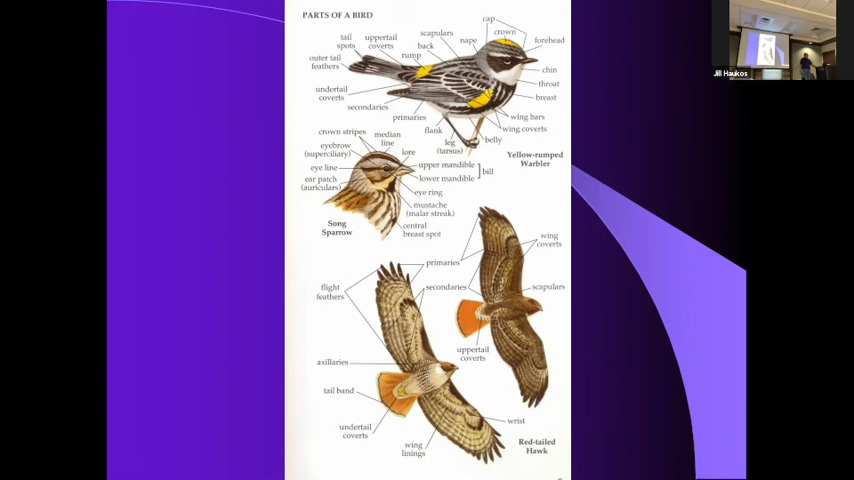 PARTS OF A BIRD
cap
crown
forehead
scapulars
nape
back
uppertail
coverts
rump
tail
spots
outer tail
feathers
undertail
coverts
secondaries
primaries
chin
throat
breast
wing bars
wing coverts
belly
flank
leg
(tarsus)
Yellow-rumped
Warbler
crown stripes
median
line
lore
eyebrow
(superciliary)
eye line
ear patch
(auriculars)
upper mandible
lower mandible
bill
eye ring
mustache
(malar streak)
central
breast spot
Song
Sparrow
wing
coverts
primaries
secondaries
scapulars
flight
feathers
uppertail
coverts
axillaries
tail band
undertail
coverts
wing
linings
wrist
Red-tailed
Hawk
Jill Haukos